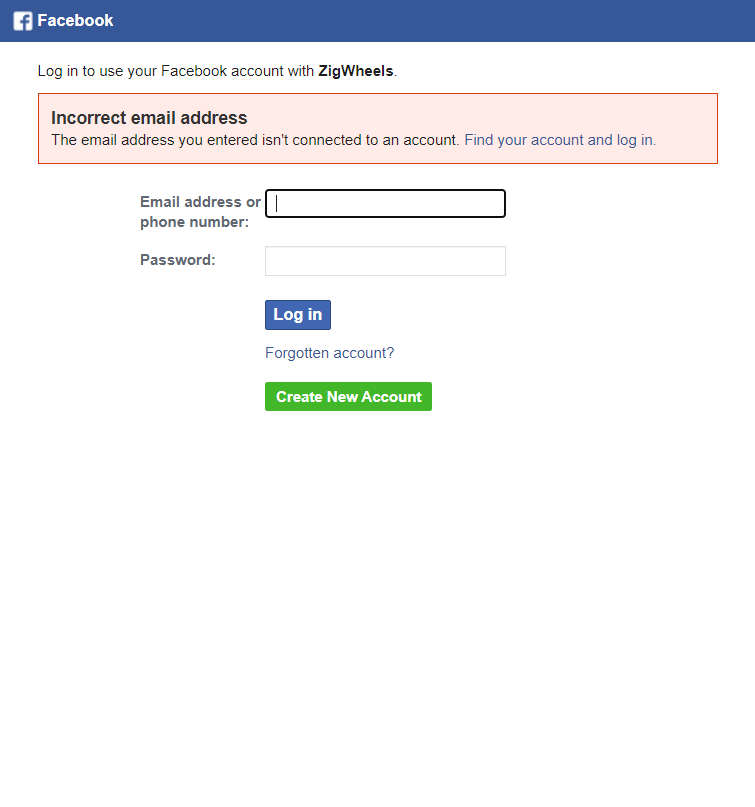 Facebook
Log in to use your Facebook account with ZigWheels.
Incorrect email address
The email address you entered isn't connected to an account. Find your account and log in.
Email address or
phone number:
Password:
Log in
Forgotten account?
Create New Account